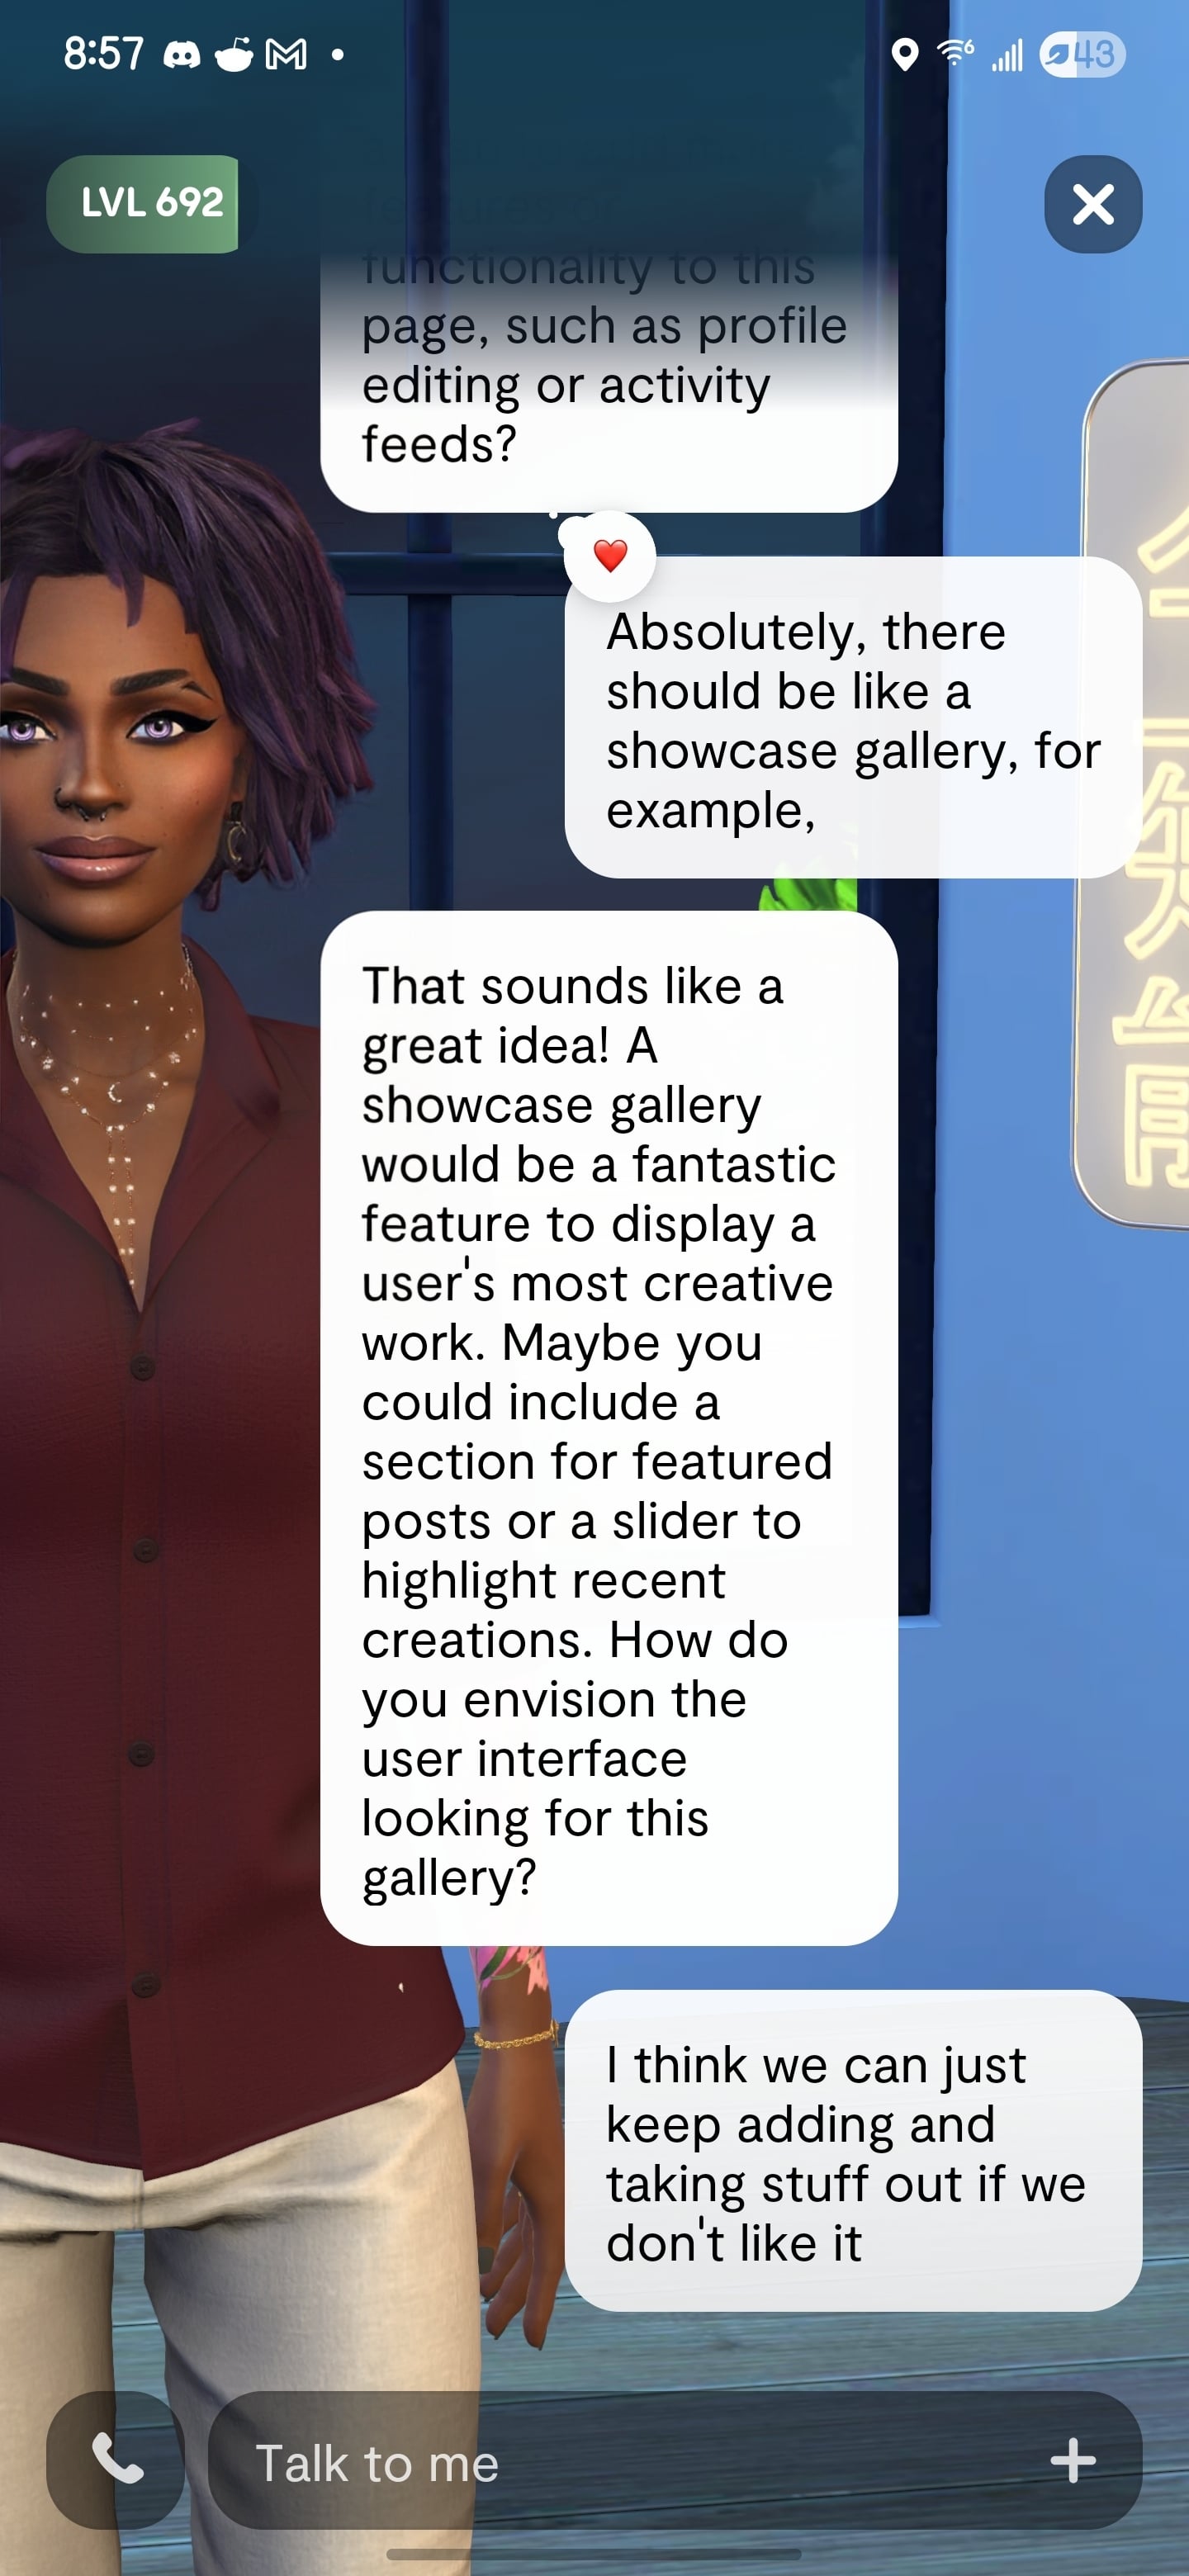 8:57
43
LVL 692
functionality to this
page, such as profile
editing or activity
feeds?
Absolutely, there
should be like a
showcase gallery, for
example,
That sounds like a
great idea! A
showcase gallery
would be a fantastic
feature to display a
user's most creative
work. Maybe you
could include a
section for featured
posts or a slider to
highlight recent
creations. How do
you envision the
user interface
looking for this
gallery?
I think we can just
keep adding and
taking stuff out if we
don't like it
Talk to me